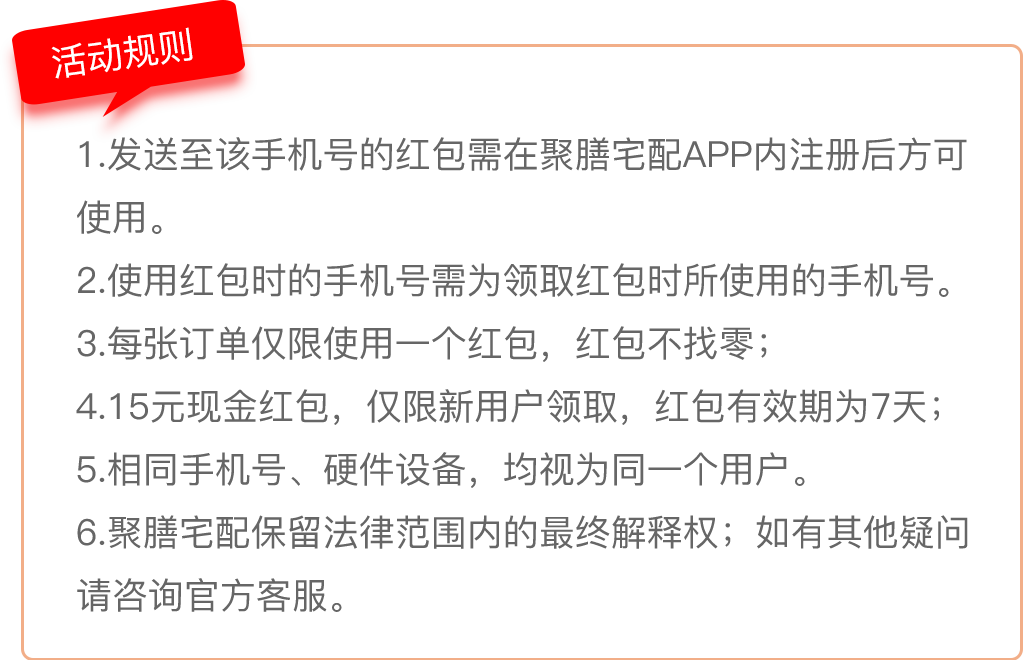 活动规则
1.发送至该手机号的红包需在聚膳宅配APP内注册后方可
使用。
2.使用红包时的手机号需为领取红包时所使用的手机号。
3.每张订单仅限使用一个红包，红包不找零；
4.15元现金红包，仅限新用户领取，红包有效期为7天；
5.相同手机号、硬件设备，均视为同一个用户。
6.聚膳宅配保留法律范围内的最终解释权；如有其他疑问
请咨询官方客服。